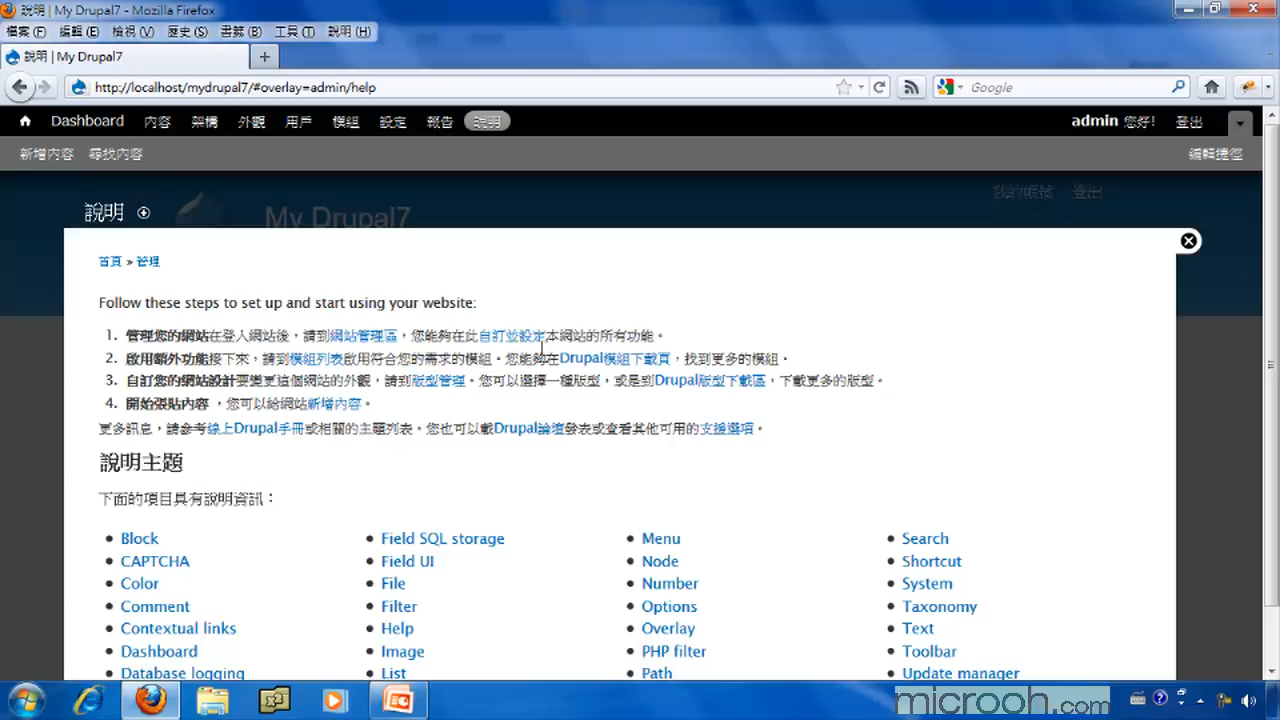 說明 | My Drupal7 - Mozilla Firefox
檔案(F) 編輯(E) 檢視(V) 歷史(S) 書籤(B) 工具(T) 說明(H)
說明 | My Drupal7
http://localhost/mydrupal7/#overlay=admin/help
Google
Dashboard 內容 架構 外觀 用戶 模組 設定 報告 說明
admin 您好! 登出
新增內容 尋找內容
編輯捷徑
我的帳號 登出
說明
My Drupal7
首頁 » 管理
Follow these steps to set up and start using your website:
1. 管理您的網站在登入網站後，請到網站管理區，您能夠在此自訂並設定本網站的所有功能。
2. 啟用額外功能接下來，請到模組列表啟用符合您的需求的模組。您能夠在Drupal模組下載頁，找到更多的模組。
3. 自訂您的網站設計要變更這個網站的外觀，請到版型管理。您可以選擇一種版型，或是到Drupal版型下載區，下載更多的版型。
4. 開始張貼內容 ，您可以給網站新增內容。
更多訊息，請參考線上Drupal手冊或相關的主題列表。您也可以載Drupal論壇發表或查看其他可用的支援選項。
說明主題
下面的項目具有說明資訊：
Block
CAPTCHA
Color
Comment
Contextual links
Dashboard
Database logging
Field SQL storage
Field UI
File
Filter
Help
Image
List
Menu
Node
Number
Options
Overlay
PHP filter
Path
Search
Shortcut
System
Taxonomy
Text
Toolbar
Update manager
microoh.com